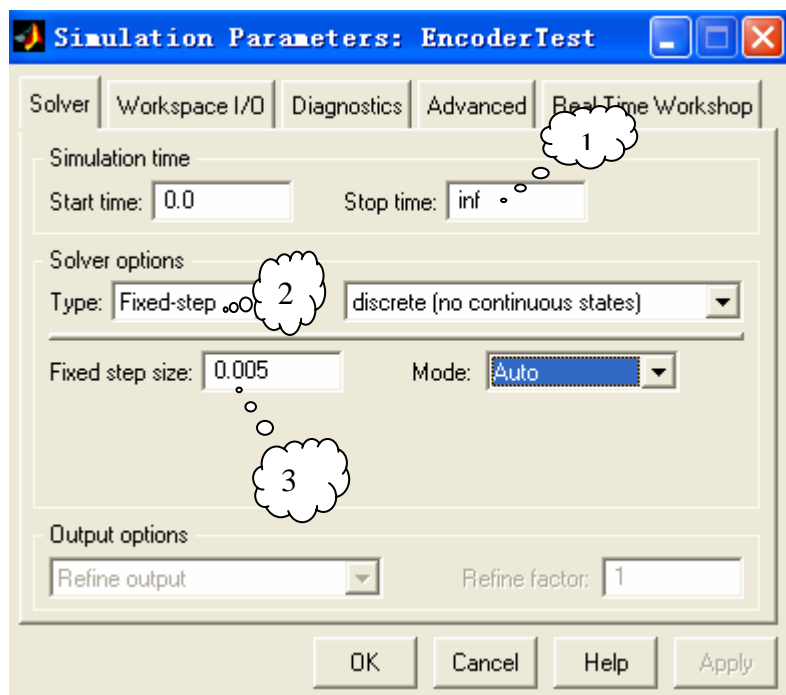 Simulation Parameters: EncoderTest
Solver Workspace I/O Diagnostics Advanced Real-Time Workshop
1
Simulation time
Start time: 0.0 Stop time: inf
Solver options
Type: Fixed-step 2 discrete (no continuous states)
Fixed step size: 0.005 Mode: Auto
3
Output options
Refine output Refine factor: 1
OK Cancel Help Apply